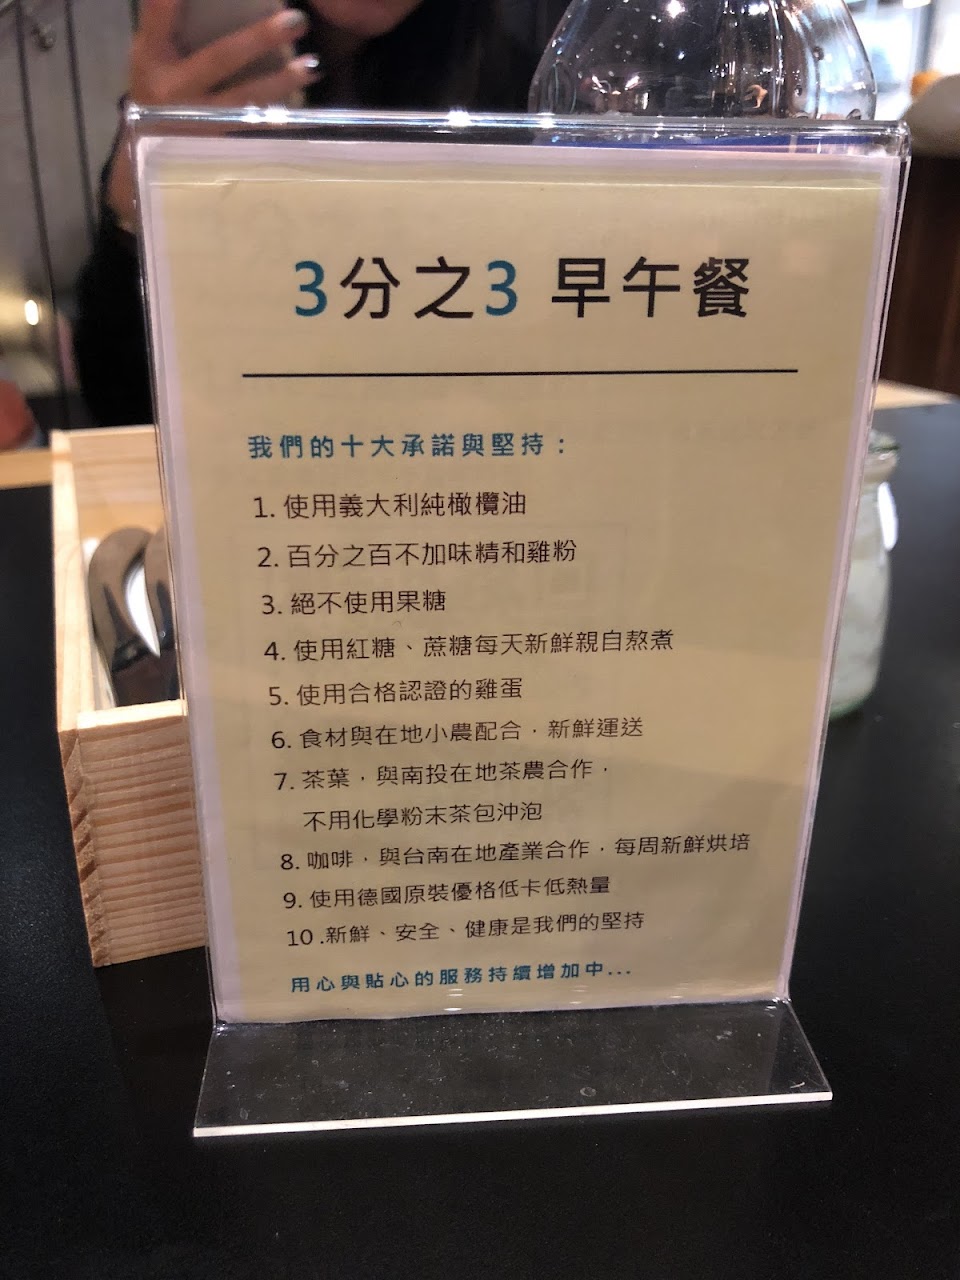 3分之3 早午餐
我們的十大承諾與堅持：
1. 使用義大利純橄欖油
2. 百分之百不加味精和雞粉
3. 絕不使用果糖
4. 使用紅糖、蔗糖每天新鮮親自熬煮
5. 使用合格認證的雞蛋
6. 食材與在地小農配合，新鮮運送
7. 茶葉，與南投在地茶農合作，
不用化學粉末茶包沖泡
8. 咖啡，與台南在地產業合作，每周新鮮烘培
9. 使用德國原裝優格低卡低熱量
10 .新鮮、安全、健康是我們的堅持
用心與貼心的服務持續增加中...